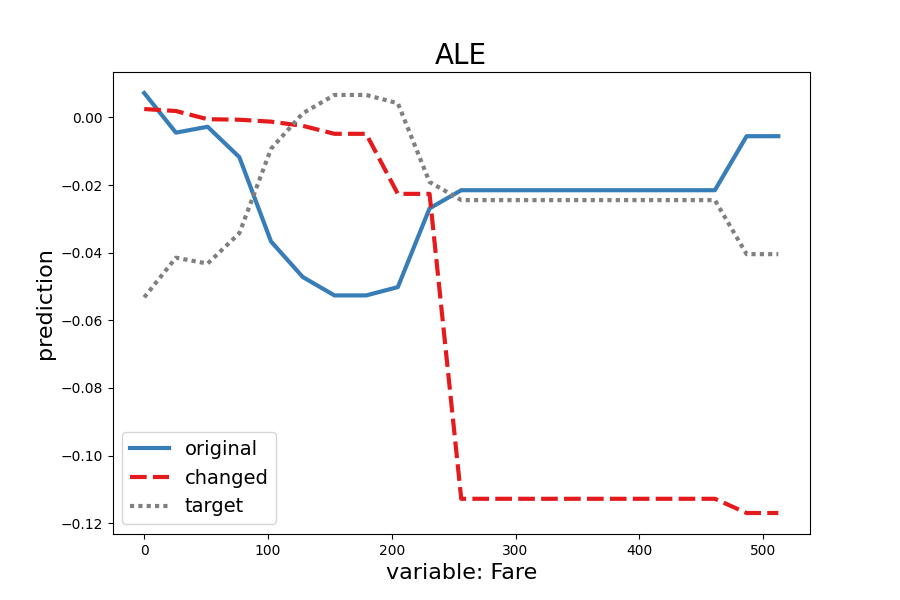 ALE
prediction
0.00
−0.02
−0.04
−0.06
−0.08
−0.10
−0.12
original
changed
target
0 100 200 300 400 500
variable: Fare